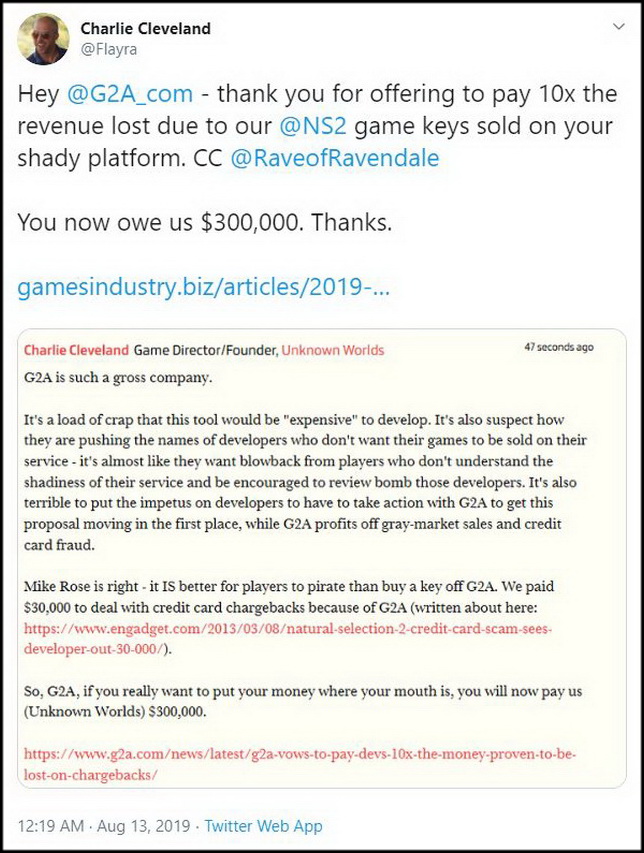 Charlie Cleveland
@Flayra
Hey @G2A_com - thank you for offering to pay 10x the
revenue lost due to our @NS2 game keys sold on your
shady platform. CC @RaveofRavendale
You now owe us $300,000. Thanks.
gamesindustry.biz/articles/2019-...
Charlie Cleveland Game Director/Founder, Unknown Worlds 47 seconds ago
G2A is such a gross company.
It's a load of crap that this tool would be "expensive" to develop. It's also suspect how
they are pushing the names of developers who don't want their games to be sold on their
service - it's almost like they want blowback from players who don't understand the
shadiness of their service and be encouraged to review bomb those developers. It's also
terrible to put the impetus on developers to have to take action with G2A to get this
proposal moving in the first place, while G2A profits off gray-market sales and credit
card fraud.
Mike Rose is right - it IS better for players to pirate than buy a key off G2A. We paid
$30,000 to deal with credit card chargebacks because of G2A (written about here:
https://www.engadget.com/2013/03/08/natural-selection-2-credit-card-scam-sees-
developer-out-30-000/).
So, G2A, if you really want to put your money where your mouth is, you will now pay us
(Unknown Worlds) $300,000.
https://www.g2a.com/news/latest/g2a-vows-to-pay-devs-10x-the-money-proven-to-be-
lost-on-chargebacks/
12:19 AM · Aug 13, 2019 · Twitter Web App